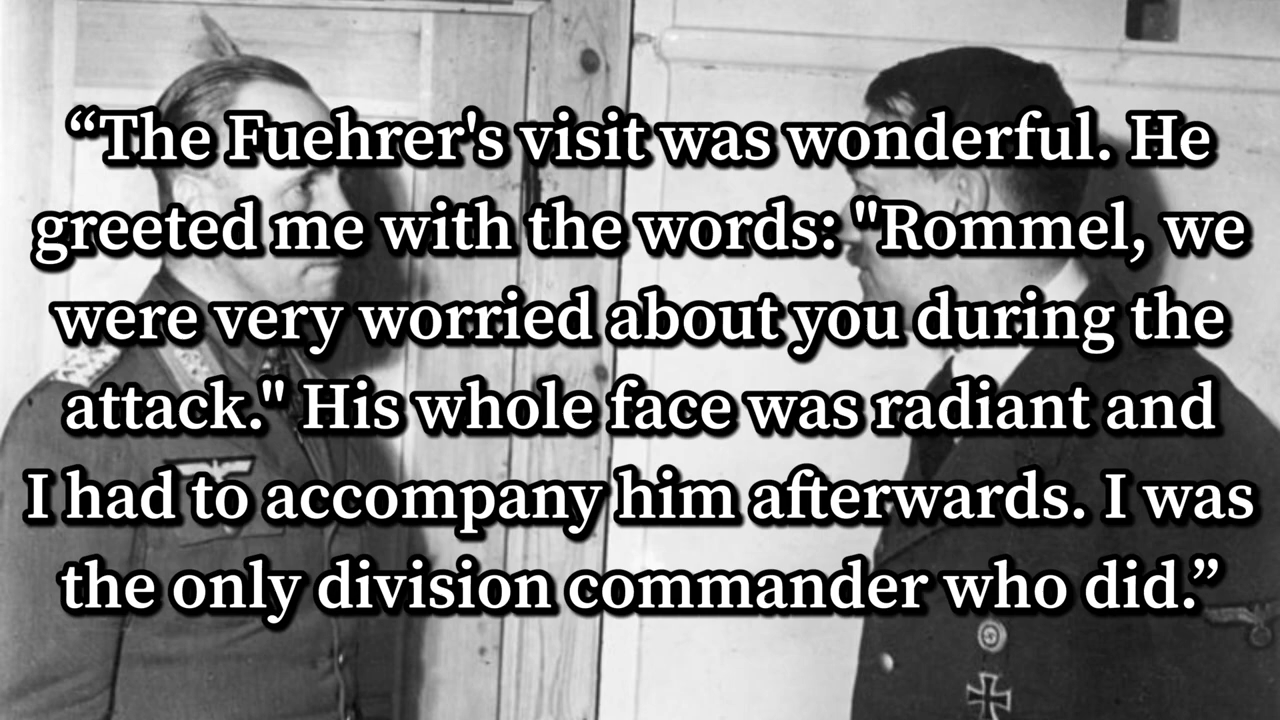 “The Fuehrer's visit was wonderful. He
greeted me with the words: "Rommel, we
were very worried about you during the
attack." His whole face was radiant and
I had to accompany him afterwards. I was
the only division commander who did.”